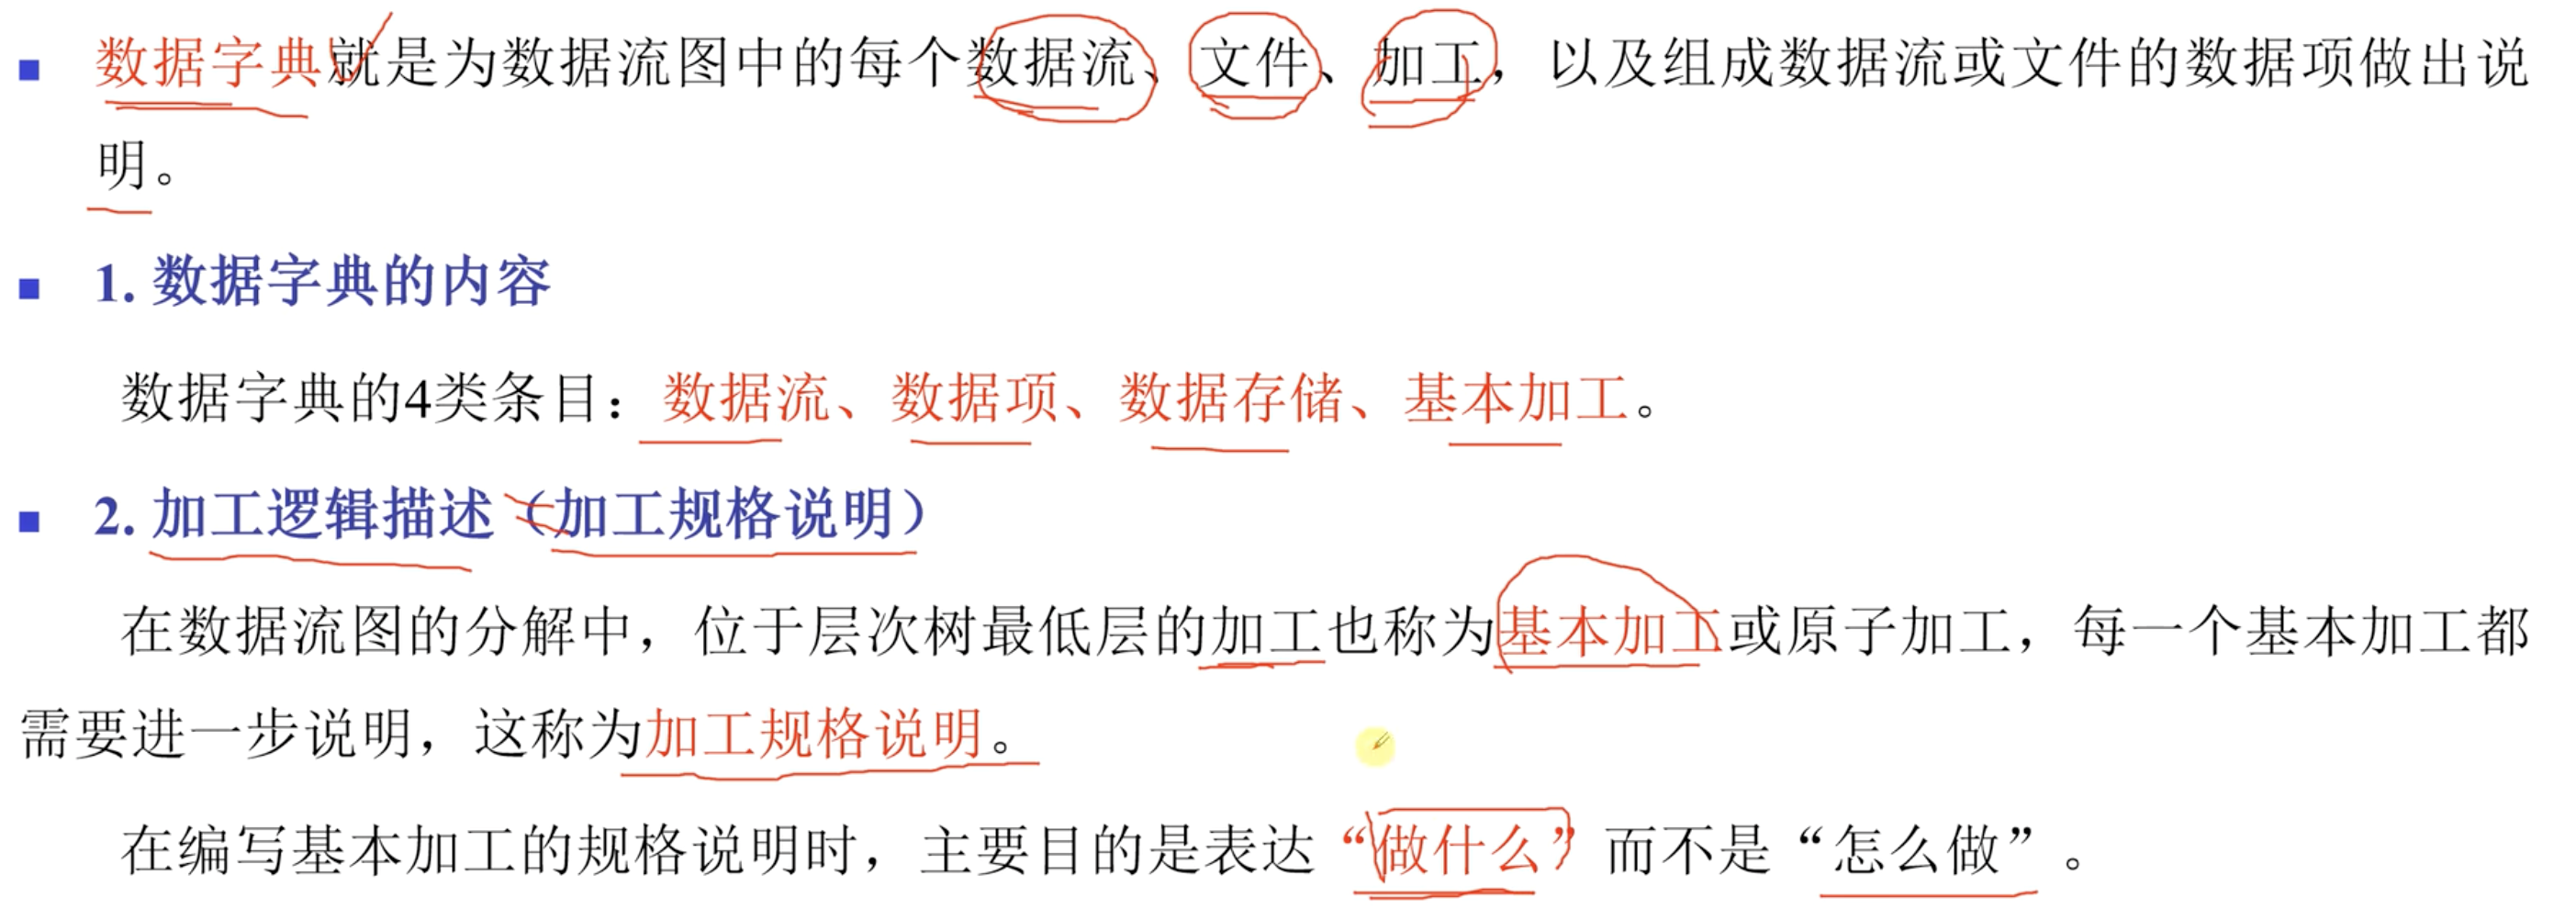 数据字典就是为数据流图中的每个数据流、文件、加工，以及组成数据流或文件的数据项做出说
明。
1. 数据字典的内容
数据字典的4类条目：数据流、数据项、数据存储、基本加工。
2. 加工逻辑描述（加工规格说明）
在数据流图的分解中，位于层次树最低层的加工也称为基本加工或原子加工，每一个基本加工都
需要进一步说明，这称为加工规格说明。
在编写基本加工的规格说明时，主要目的是表达“做什么”而不是“怎么做”。